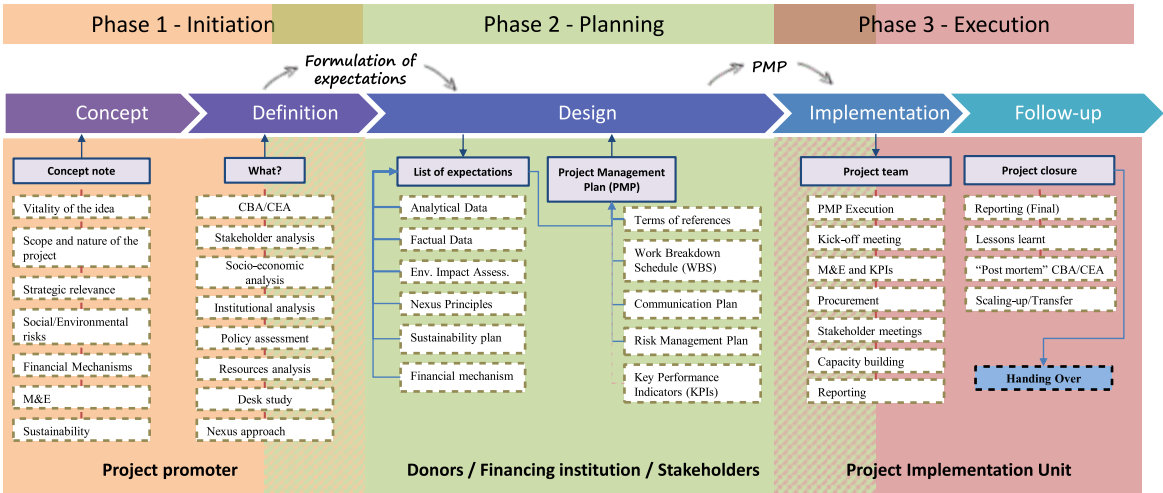 Phase 1 - Initiation
Phase 2 - Planning
Phase 3 - Execution
Formulation of
expectations
PMP
Concept
Definition
Design
Implementation
Follow-up
Concept note
Vitality of the idea
Scope and nature of the
project
Strategic relevance
Social/Environmental
risks
Financial Mechanisms
M&E
Sustainability
What?
CBA/CEA
Stakeholder analysis
Socio-economic
analysis
Institutional analysis
Policy assessment
Resources analysis
Desk study
Nexus approach
List of expectations
Analytical Data
Factual Data
Env. Impact Assess.
Nexus Principles
Sustainability plan
Financial mechanism
Project Management
Plan (PMP)
Terms of references
Work Breakdown
Schedule (WBS)
Communication Plan
Risk Management Plan
Key Performance
Indicators (KPIs)
Project team
PMP Execution
Kick-off meeting
M&E and KPIs
Procurement
Stakeholder meetings
Capacity building
Reporting
Project closure
Reporting (Final)
Lessons learnt
“Post mortem” CBA/CEA
Scaling-up/Transfer
Handing Over
Project promoter
Donors / Financing institution / Stakeholders
Project Implementation Unit